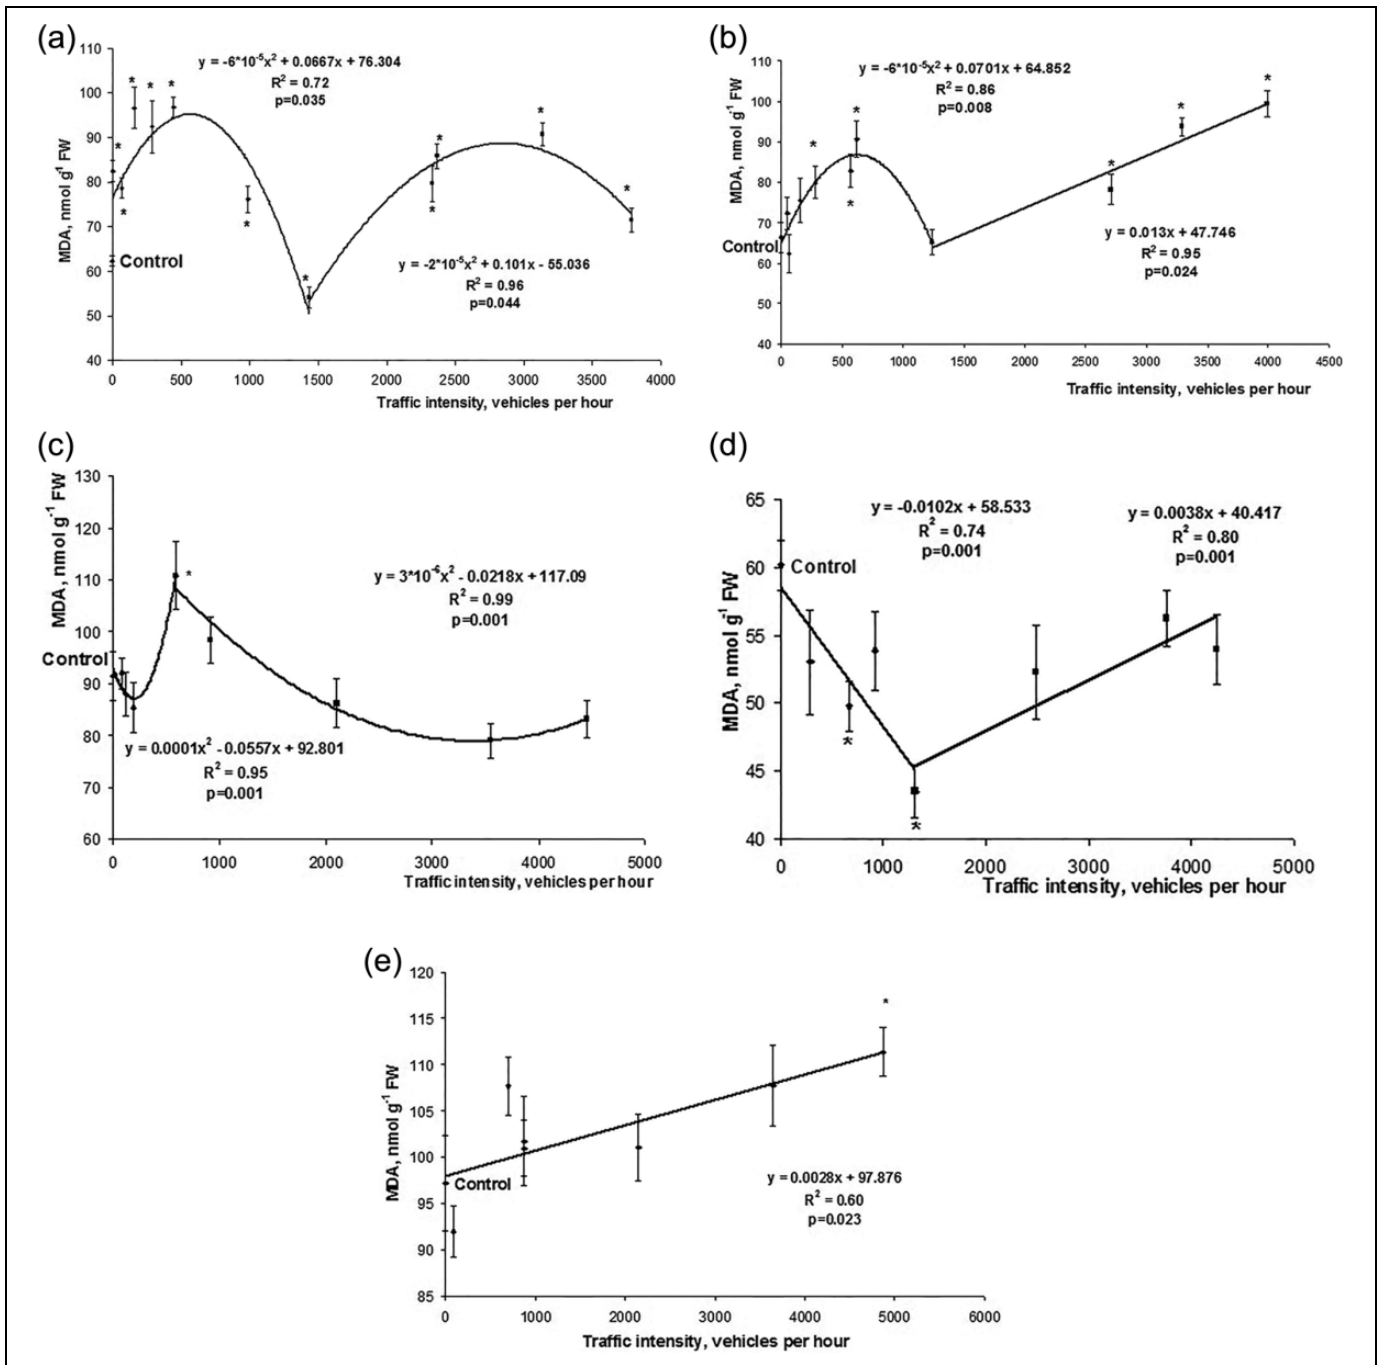 (a)
110
100
90
80
70
60
50
40
MDA, nmol g⁻¹ FW
y = -6*10⁻⁵x² + 0.0667x + 76.304
R² = 0.72
p=0.035
* * * * * * * * * * * *
Control
y = -2*10⁻⁵x² + 0.101x - 55.036
R² = 0.96
p=0.044
0 500 1000 1500 2000 2500 3000 3500 4000
Traffic intensity, vehicles per hour
(b)
110
100
90
80
70
60
50
40
MDA, nmol g⁻¹ FW
y = -6*10⁻⁵x² + 0.0701x + 64.852
R² = 0.86
p=0.008
* * * * * *
Control
y = 0.013x + 47.746
R² = 0.95
p=0.024
0 500 1000 1500 2000 2500 3000 3500 4000 4500
Traffic intensity, vehicles per hour
(c)
130
120
110
100
90
80
70
60
MDA, nmol g⁻¹ FW
*
y = 3*10⁻⁶x² - 0.0218x + 117.09
R² = 0.99
p=0.001
Control
y = 0.0001x² - 0.0557x + 92.801
R² = 0.95
p=0.001
0 1000 2000 3000 4000 5000
Traffic intensity, vehicles per hour
(d)
65
60
55
50
45
40
MDA, nmol g⁻¹ FW
y = -0.0102x + 58.533
R² = 0.74
p=0.001
y = 0.0038x + 40.417
R² = 0.80
p=0.001
Control
*
*
0 1000 2000 3000 4000 5000
Traffic intensity, vehicles per hour
(e)
120
115
110
105
100
95
90
85
MDA, nmol g⁻¹ FW
*
Control
y = 0.0028x + 97.876
R² = 0.60
p=0.023
0 1000 2000 3000 4000 5000 6000
Traffic intensity, vehicles per hour